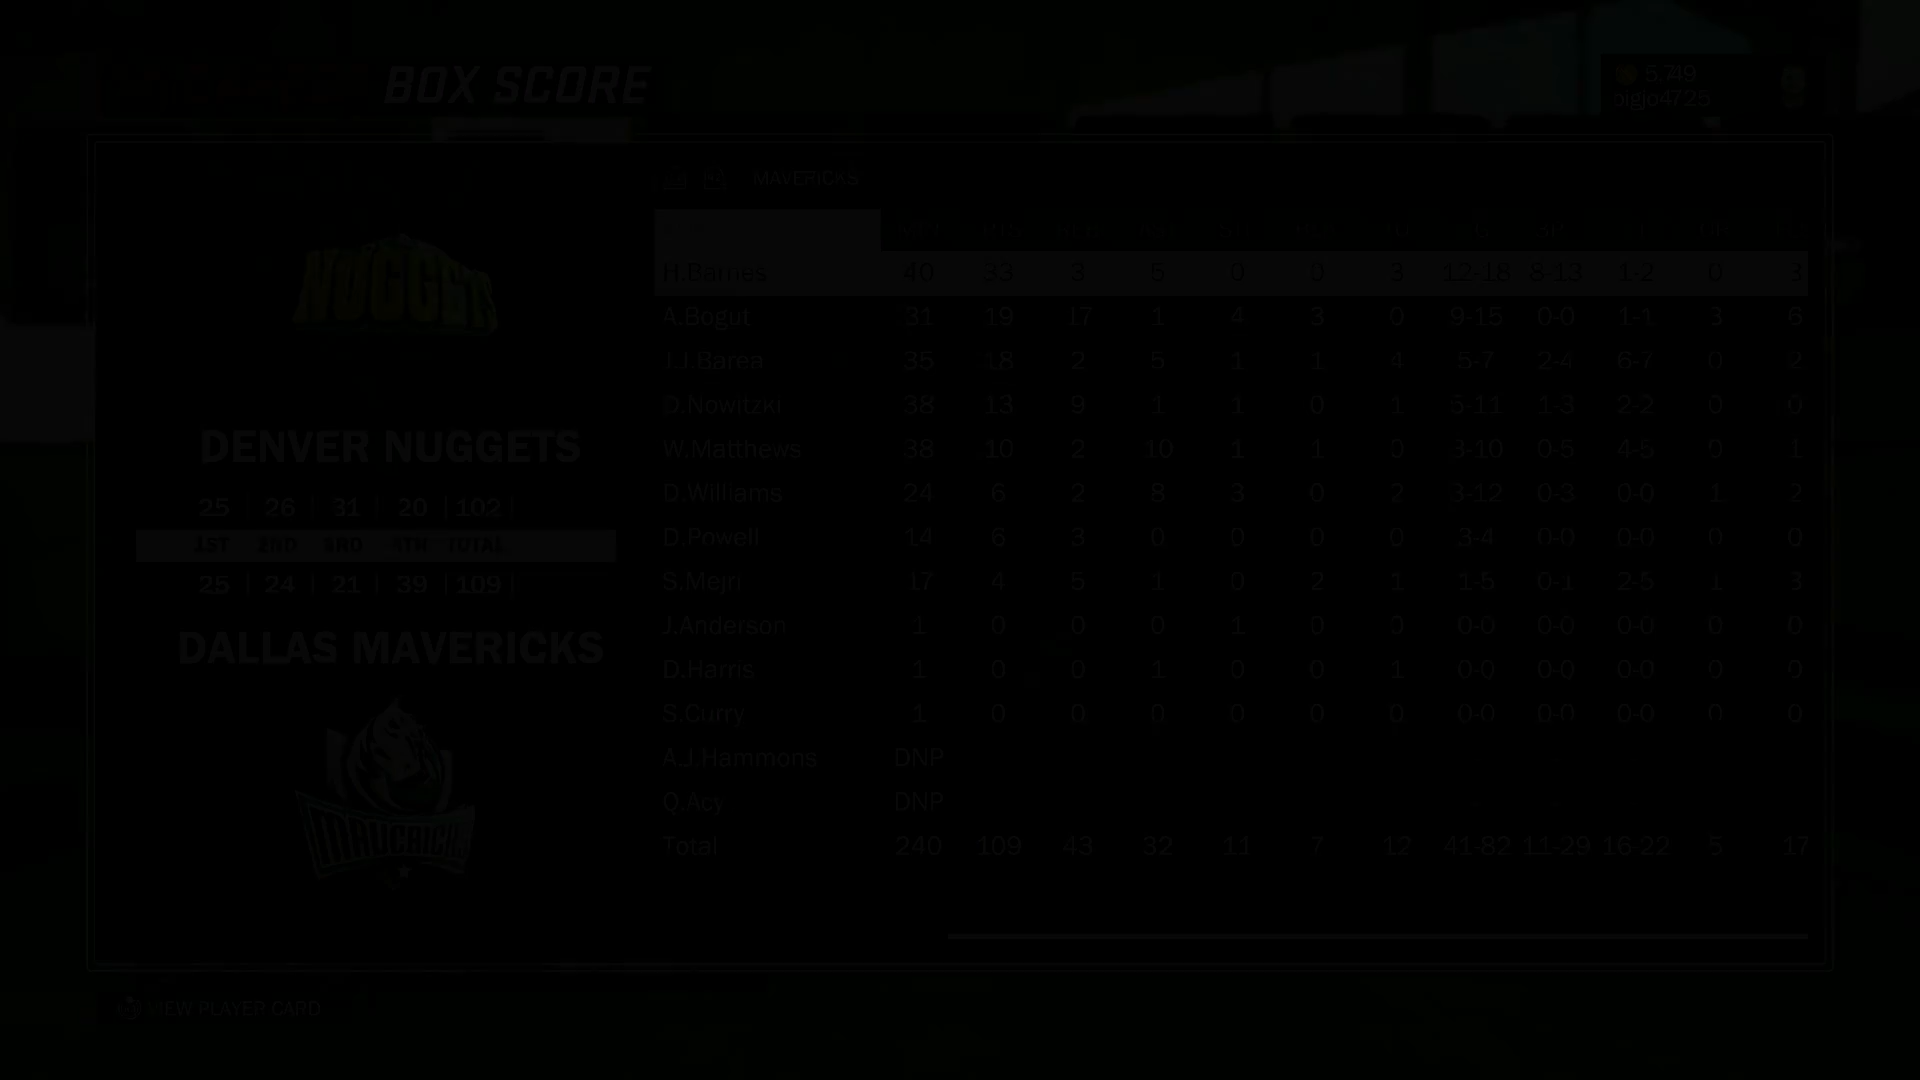 BOX SCORE
5,749
bigjo4725
MAVERICKS
NUGGETS
H.Barnes 40 33 3 5 0 0 3 12-18 8-13 1-2 0 3
A.Bogut 31 19 17 1 4 3 0 9-15 0-0 1-1 3 6
J.J.Barea 35 18 2 5 1 1 4 5-7 2-4 6-7 0 2
D.Nowitzki 38 13 9 1 1 0 1 5-11 1-3 2-2 0 0
W.Matthews 38 10 2 10 1 1 0 3-10 0-5 4-5 0 1
D.Williams 24 6 2 8 3 0 2 3-12 0-3 0-0 1 2
D.Powell 14 6 3 0 0 0 0 3-4 0-0 0-0 0 0
S.Mejri 17 4 5 1 0 2 1 1-5 0-1 2-5 1 3
J.Anderson 1 0 0 0 1 0 0 0-0 0-0 0-0 0 0
D.Harris 1 0 0 1 0 0 1 0-0 0-0 0-0 0 0
S.Curry 1 0 0 0 0 0 0 0-0 0-0 0-0 0 0
A.J.Hammons DNP
Q.Acy DNP
Total 240 109 43 32 11 7 12 41-82 11-29 16-22 5 17
DENVER NUGGETS
25 26 31 20 102
1ST 2ND 3RD 4TH TOTAL
25 24 21 39 109
DALLAS MAVERICKS
MAVERICKS
VIEW PLAYER CARD